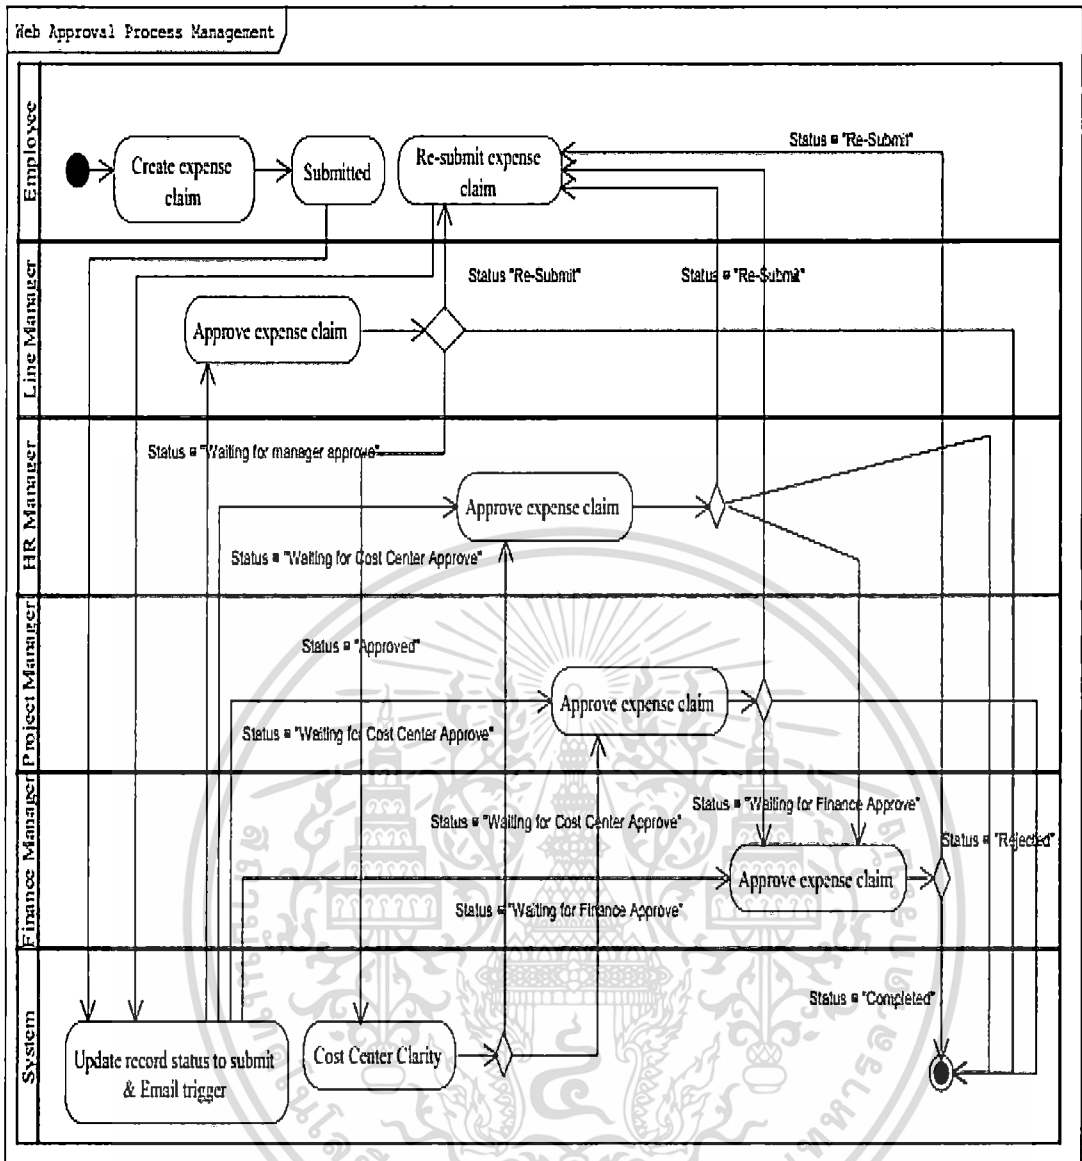 Web Approval Process Management
Employee
Create expense
claim
Submitted
Re-submit expense
claim
Status = "Re-Submit"
Line Manager
Status "Re-Submit"
Status = "Re-Submit"
Approve expense claim
HR Manager
Status = "Waiting for manager approve"
Approve expense claim
Status = "Waiting for Cost Center Approve"
Project Manager
Status = "Approved"
Approve expense claim
Status = "Waiting for Cost Center Approve"
Finance Manager
Status = "Waiting for Cost Center Approve"
Status = "Waiting for Finance Approve"
Status = "Rejected"
Approve expense claim
Status = "Waiting for Finance Approve"
System
Status = "Completed"
Update record status to submit
& Email trigger
Cost Center Clarity